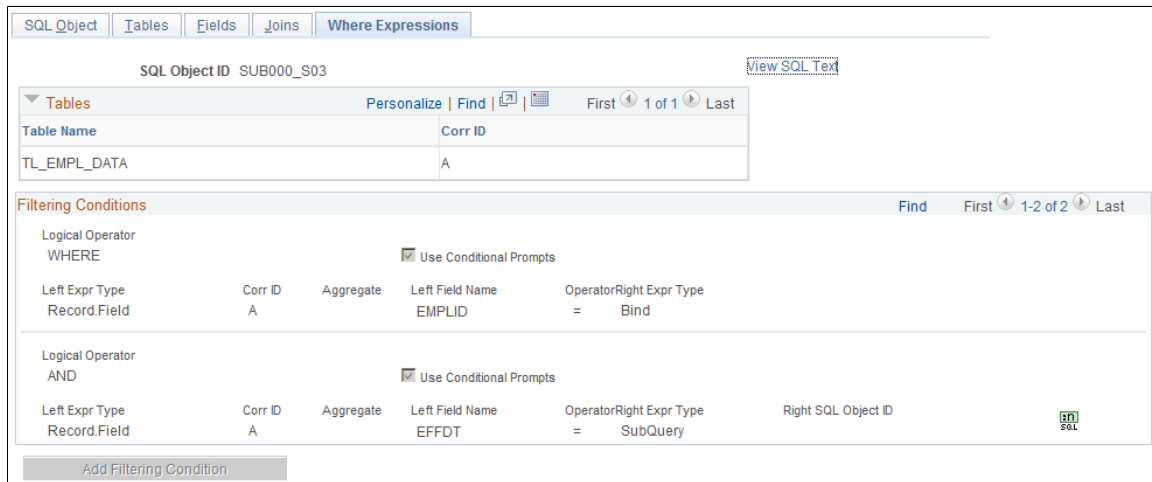 SQL Object Tables Fields Joins Where Expressions
SQL Object ID SUB000_S03 View SQL Text
Tables Personalize | Find | | First 1 of 1 Last
Table Name Corr ID
TL_EMPL_DATA A
Filtering Conditions Find First 1-2 of 2 Last
Logical Operator
WHERE Use Conditional Prompts
Left Expr Type Corr ID Aggregate Left Field Name OperatorRight Expr Type
Record.Field A EMPLID = Bind
Logical Operator
AND Use Conditional Prompts
Left Expr Type Corr ID Aggregate Left Field Name OperatorRight Expr Type Right SQL Object ID :n
SQL
Record.Field A EFFDT = SubQuery
Add Filtering Condition